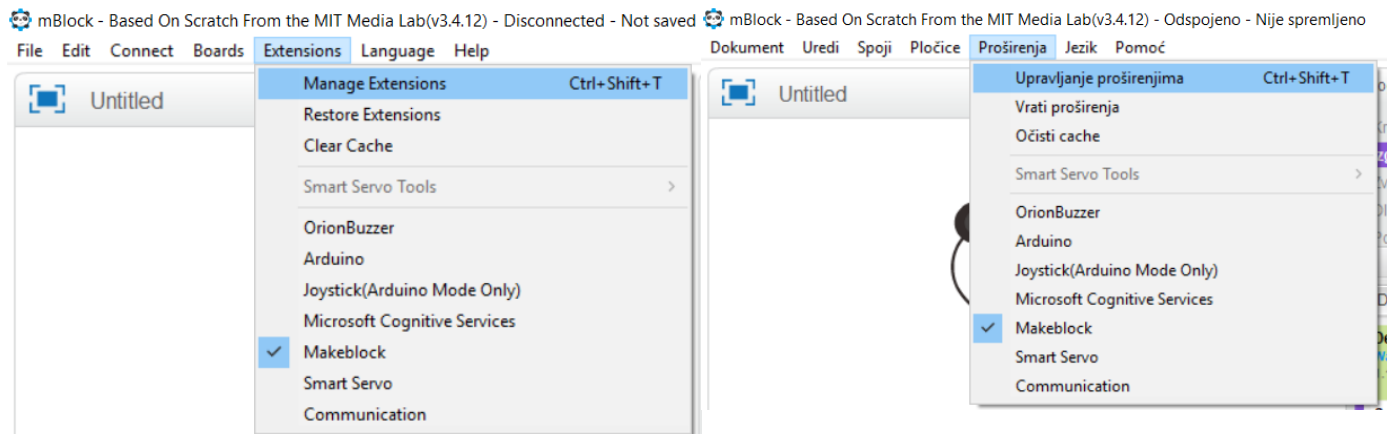 mBlock - Based On Scratch From the MIT Media Lab(v3.4.12) - Disconnected - Not saved
File Edit Connect Boards Extensions Language Help
Untitled
Manage Extensions Ctrl+Shift+T
Restore Extensions
Clear Cache
Smart Servo Tools
OrionBuzzer
Arduino
Joystick(Arduino Mode Only)
Microsoft Cognitive Services
Makeblock
Smart Servo
Communication
mBlock - Based On Scratch From the MIT Media Lab(v3.4.12) - Odspojeno - Nije spremljeno
Dokument Uredi Spoji Pločice Proširenja Jezik Pomoć
Untitled
Upravljanje proširenjima Ctrl+Shift+T
Vrati proširenja
Očisti cache
Smart Servo Tools
OrionBuzzer
Arduino
Joystick(Arduino Mode Only)
Microsoft Cognitive Services
Makeblock
Smart Servo
Communication